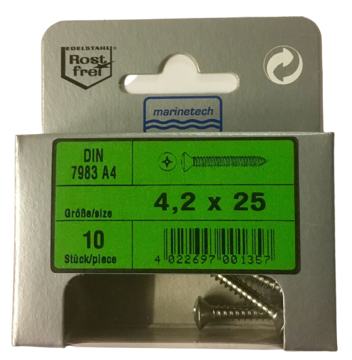 EDELSTAHL
Rost
frei
marinetech
DIN
7983 A4
Größe/size
4,2 x 25
10
Stück/piece
4 022697 001357